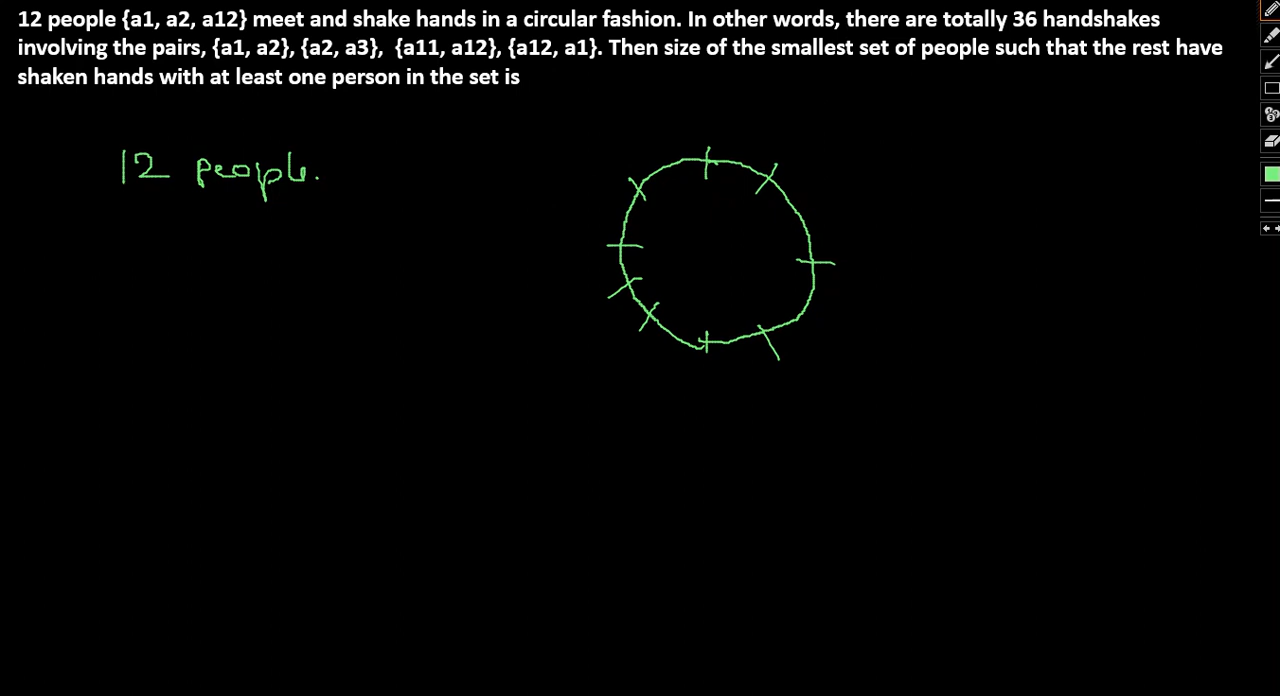 12 people {a1, a2, a12} meet and shake hands in a circular fashion. In other words, there are totally 36 handshakes
involving the pairs, {a1, a2}, {a2, a3}, {a11, a12}, {a12, a1}. Then size of the smallest set of people such that the rest have
shaken hands with at least one person in the set is
12 people.